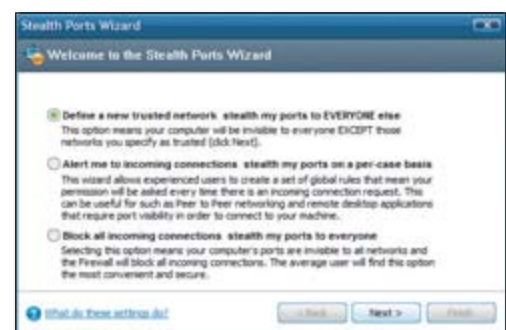 Stealth Ports Wizard
Welcome to the Stealth Ports Wizard
Define a new trusted network stealth my ports to EVERYONE else
This option means your computer will be invisible to everyone EXCEPT those
networks you specify as trusted (click Next).
Alert me to incoming connections stealth my ports on a per-case basis
This wizard allows experienced users to create a set of global rules that mean your
permission will be asked every time there is an incoming connection request. This
can be useful for such as Peer to Peer networking and remote desktop applications
that require port visibility in order to connect to your machine.
Block all incoming connections stealth my ports to everyone
Selecting this option means your computer's ports are invisible to all networks and
the Firewall will block all incoming connections. The average user will find this option
the most convenient and secure.
What do these settings do?
< Back
Next >
Finish